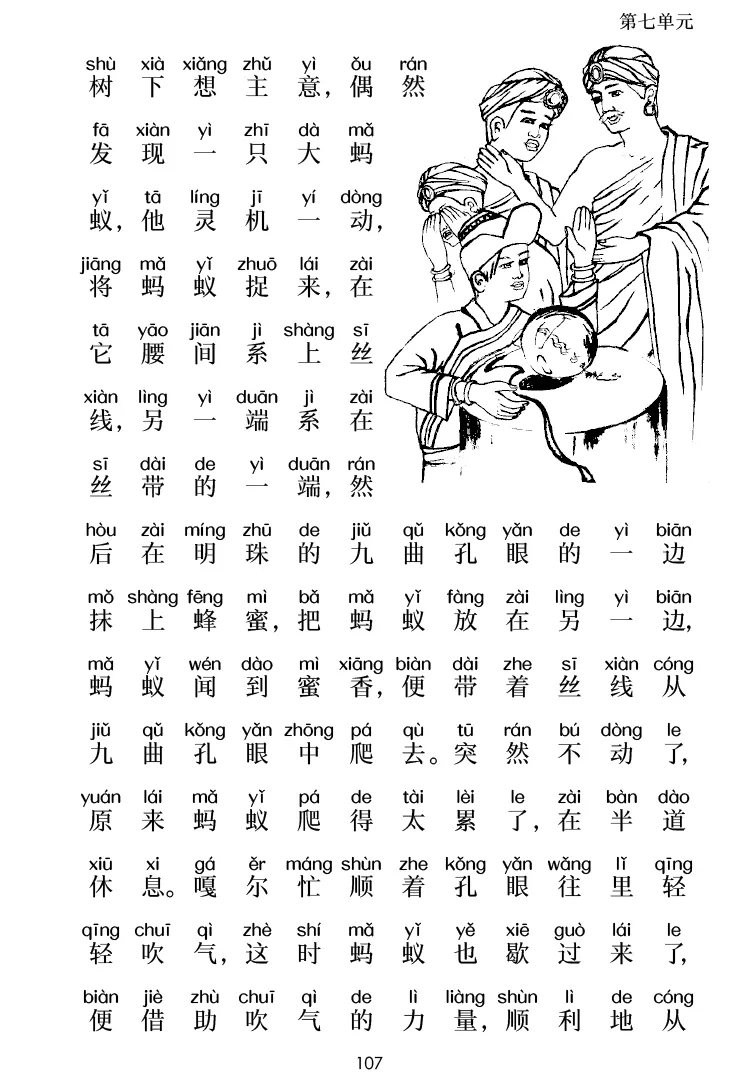 第七单元
shù xià xiǎng zhǔ yì ǒu rán
树下想主意，偶然
fā xiàn yì zhī dà mǎ
发现一只大蚂
yǐ tā líng jī yí dòng
蚁，他灵机一动，
jiāng mǎ yǐ zhuō lái zài
将蚂蚁捉来，在
tā yāo jiān jì shàng sī
它腰间系上丝
xiàn lìng yì duān jì zài
线，另一端系在
sī dài de yì duān rán
丝带的一端，然
hòu zài míng zhū de jiǔ qǔ kǒng yǎn de yì biān
后在明珠的九曲孔眼的一边
mǒ shàng fēng mì bǎ mǎ yǐ fàng zài lìng yì biān
抹上蜂蜜，把蚂蚁放在另一边，
mǎ yǐ wén dào mì xiāng biàn dài zhe sī xiàn cóng
蚂蚁闻到蜜香，便带着丝线从
jiǔ qǔ kǒng yǎn zhōng pá qù tū rán bú dòng le
九曲孔眼中爬去。突然不动了，
yuán lái mǎ yǐ pá de tài lèi le zài bàn dào
原来蚂蚁爬得太累了，在半道
xiū xi gá ěr máng shùn zhe kǒng yǎn wǎng lǐ qīng
休息。嘎尔忙顺着孔眼往里轻
qīng chuī qì zhè shí mǎ yǐ yě xiē guò lái le
轻吹气，这时蚂蚁也歇过来了，
biàn jiè zhù chuī qì de lì liàng shùn lì de cóng
便借助吹气的力量，顺利地从
107